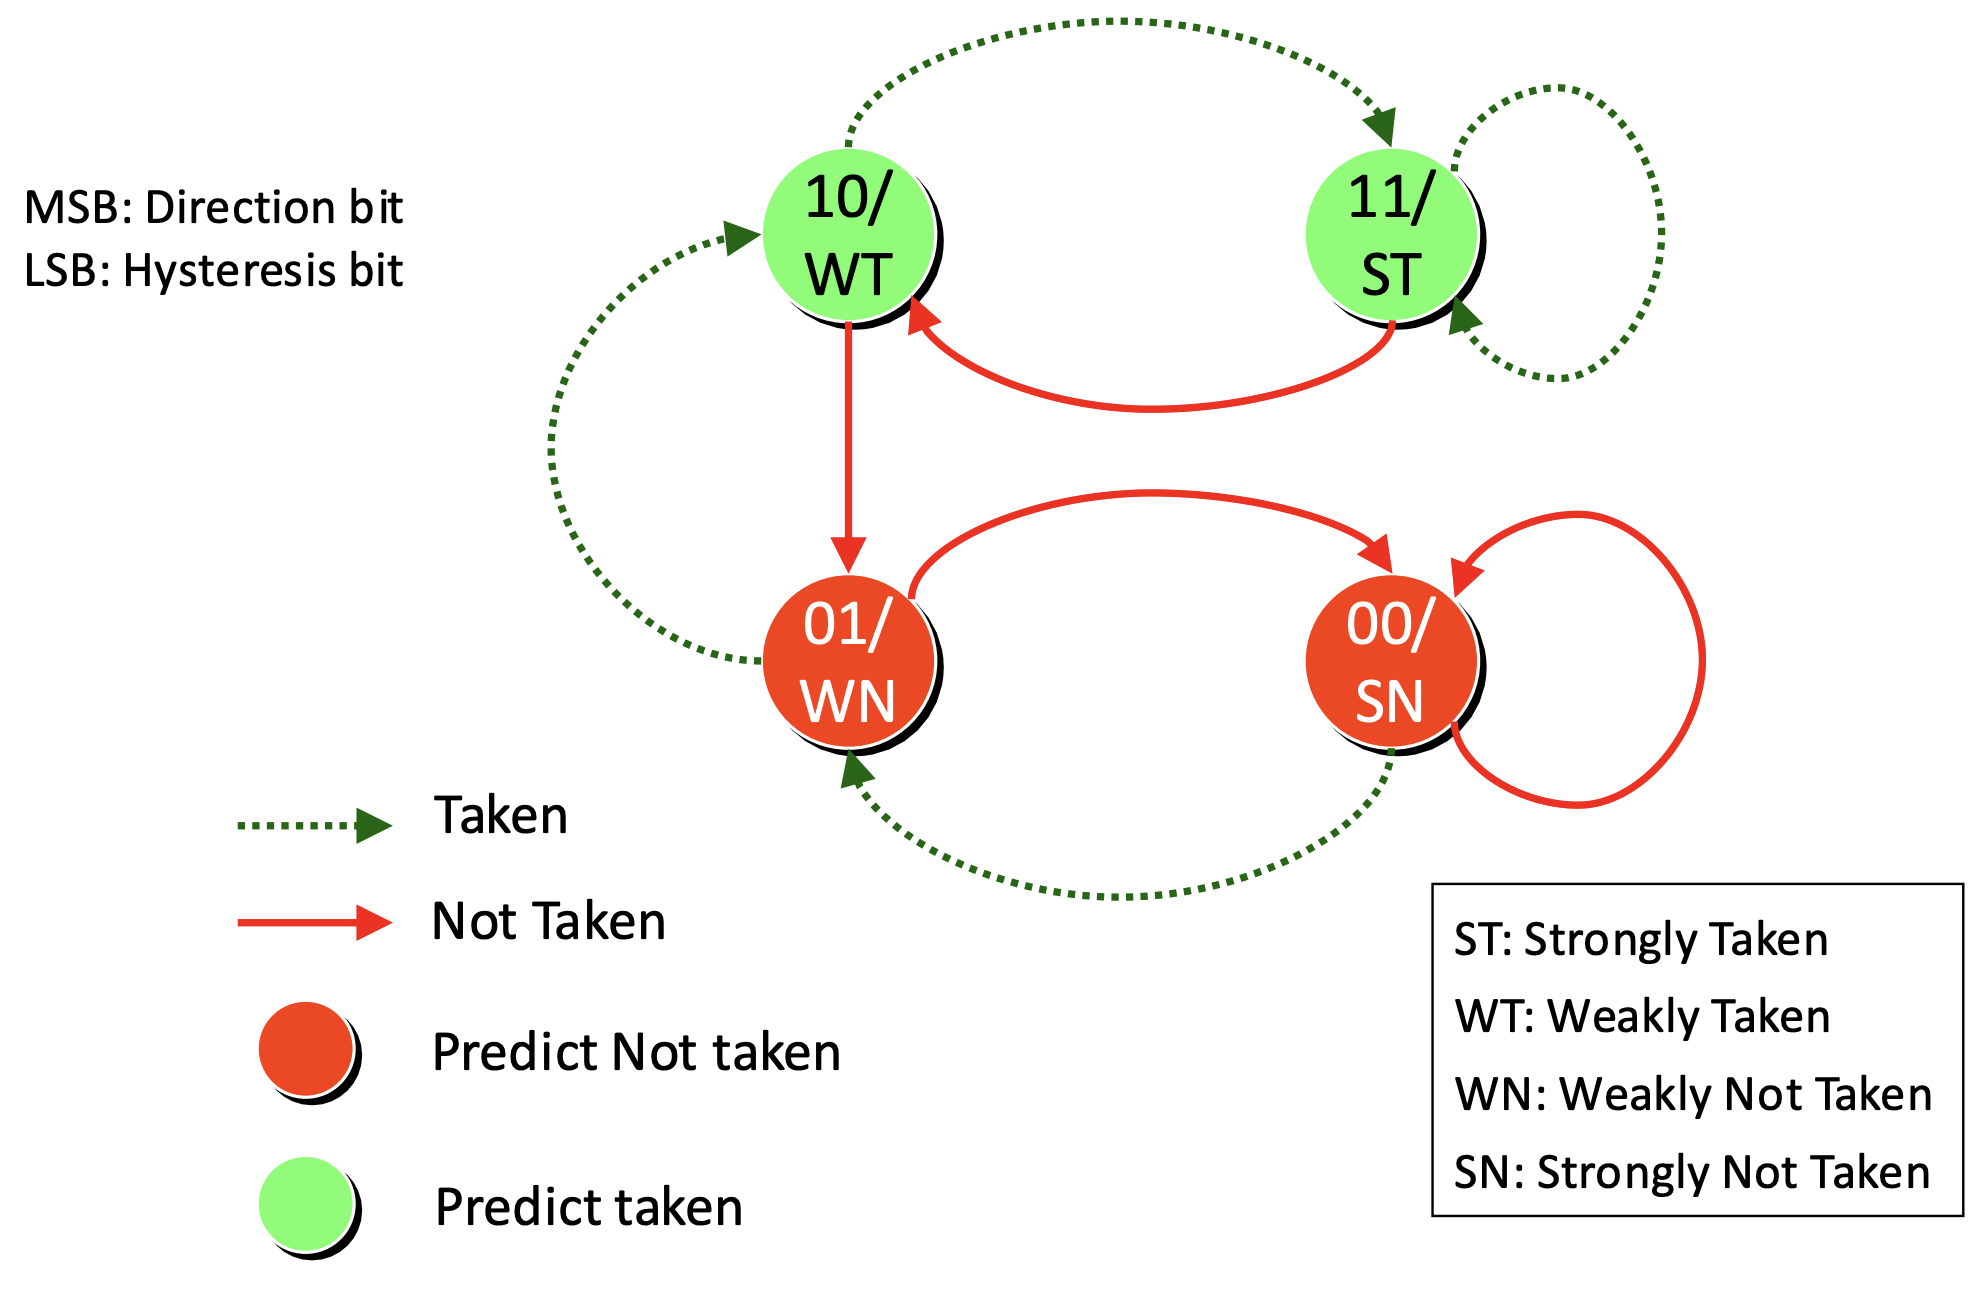 MSB: Direction bit
LSB: Hysteresis bit
10/
WT
11/
ST
01/
WN
00/
SN
Taken
Not Taken
Predict Not taken
Predict taken
ST: Strongly Taken
WT: Weakly Taken
WN: Weakly Not Taken
SN: Strongly Not Taken